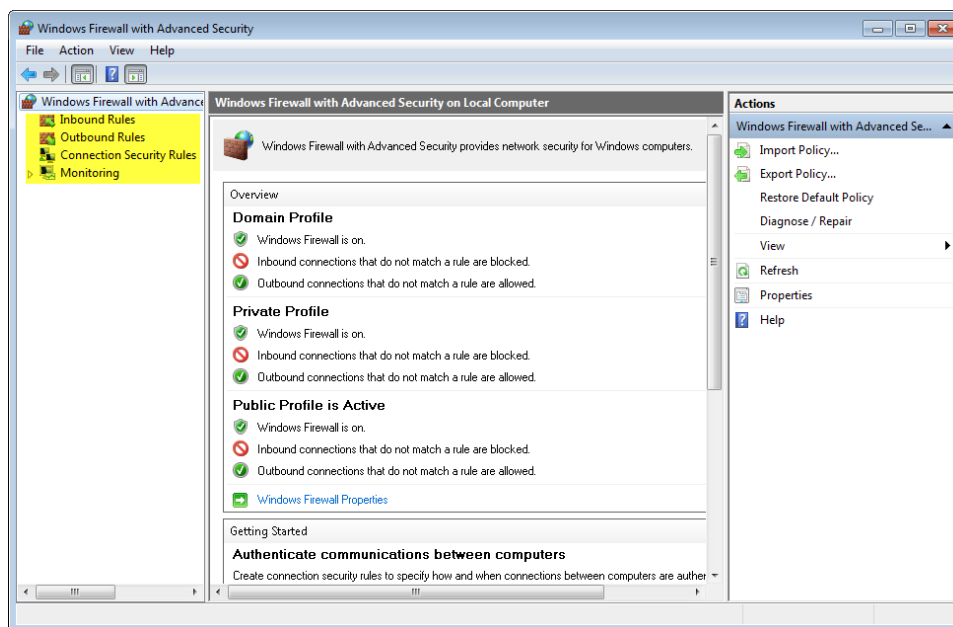 Windows Firewall with Advanced Security
File Action View Help
Windows Firewall with Advance
Inbound Rules
Outbound Rules
Connection Security Rules
Monitoring
Windows Firewall with Advanced Security on Local Computer
Windows Firewall with Advanced Security provides network security for Windows computers.
Overview
Domain Profile
Windows Firewall is on.
Inbound connections that do not match a rule are blocked.
Outbound connections that do not match a rule are allowed.
Private Profile
Windows Firewall is on.
Inbound connections that do not match a rule are blocked.
Outbound connections that do not match a rule are allowed.
Public Profile is Active
Windows Firewall is on.
Inbound connections that do not match a rule are blocked.
Outbound connections that do not match a rule are allowed.
Windows Firewall Properties
Getting Started
Authenticate communications between computers
Create connection security rules to specify how and when connections between computers are auther
Actions
Windows Firewall with Advanced Se...
Import Policy...
Export Policy...
Restore Default Policy
Diagnose / Repair
View
Refresh
Properties
Help